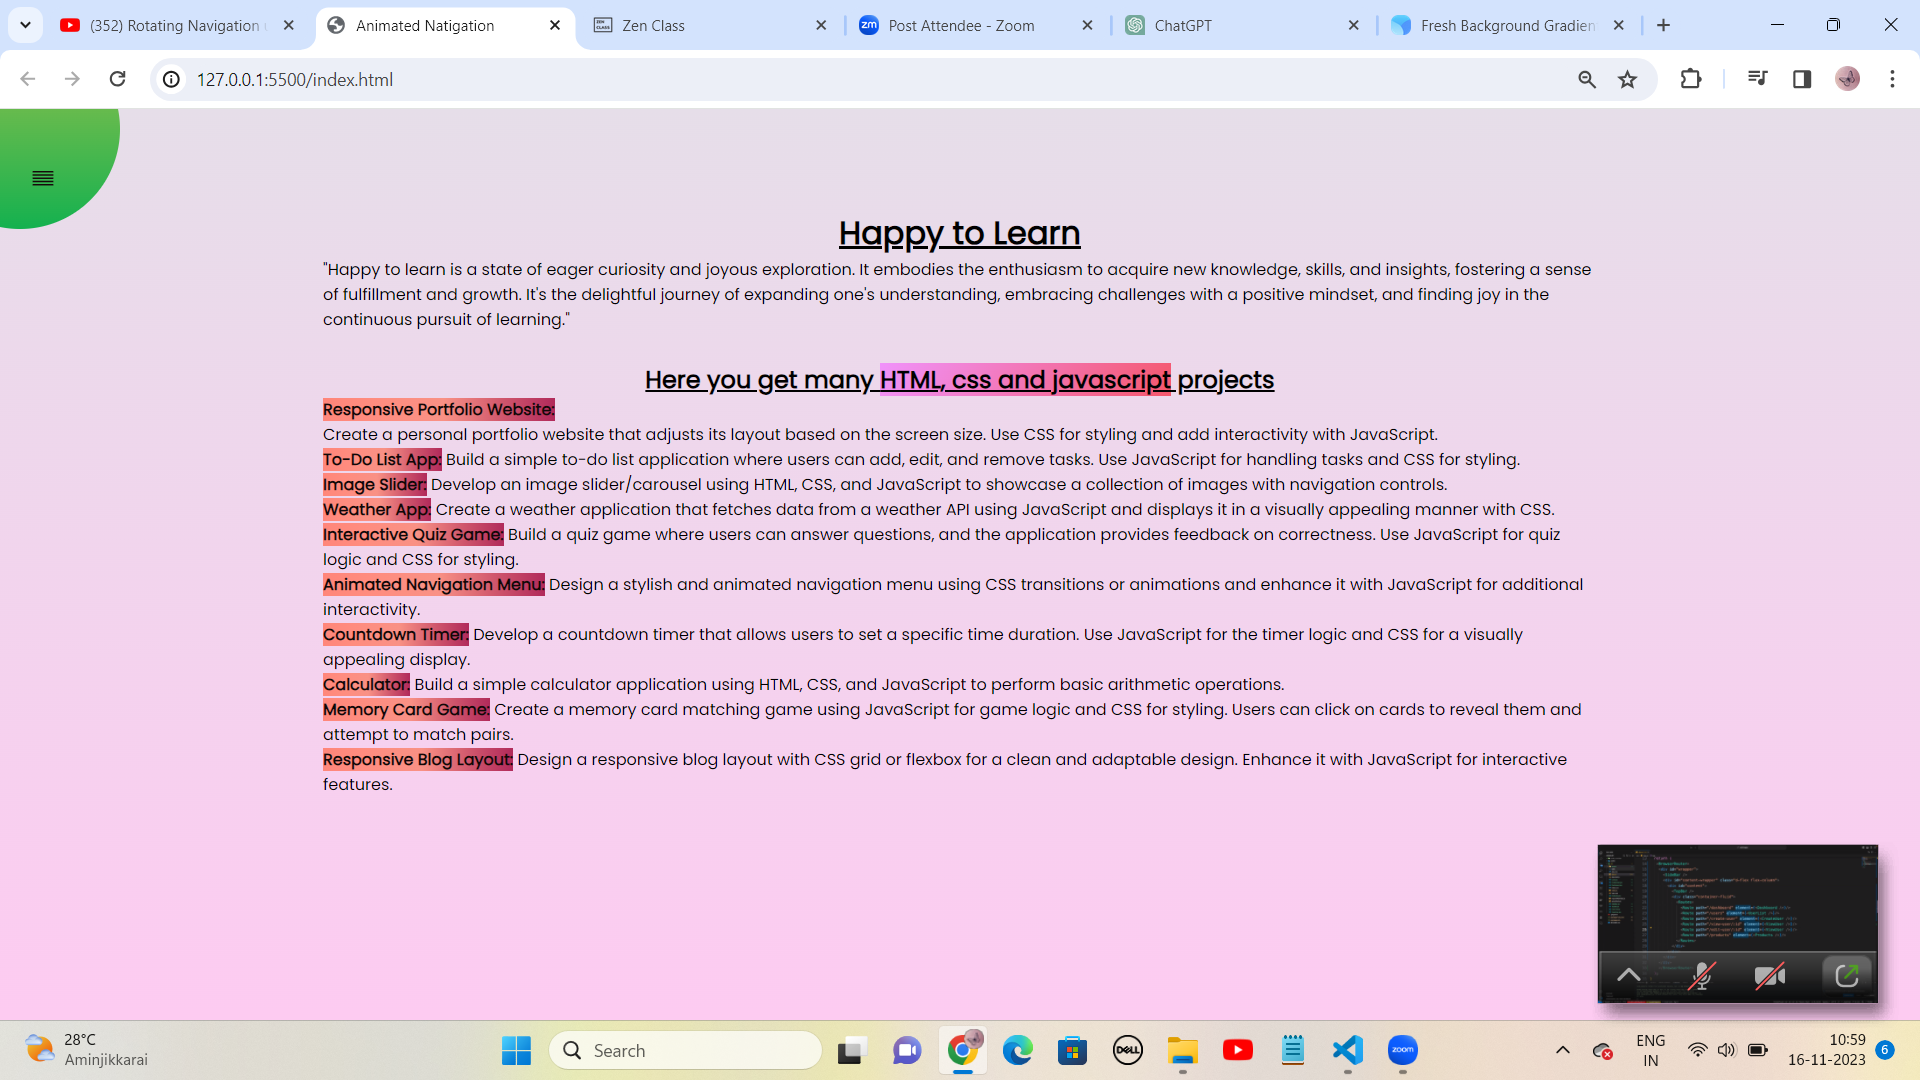 (352) Rotating Navigation
Animated Natigation
Zen Class
Post Attendee - Zoom
ChatGPT
Fresh Background Gradien
127.0.0.1:5500/index.html
Happy to Learn
"Happy to learn is a state of eager curiosity and joyous exploration. It embodies the enthusiasm to acquire new knowledge, skills, and insights, fostering a sense
of fulfillment and growth. It's the delightful journey of expanding one's understanding, embracing challenges with a positive mindset, and finding joy in the
continuous pursuit of learning."
Here you get many HTML, css and javascript projects
Responsive Portfolio Website:
Create a personal portfolio website that adjusts its layout based on the screen size. Use CSS for styling and add interactivity with JavaScript.
To-Do List App: Build a simple to-do list application where users can add, edit, and remove tasks. Use JavaScript for handling tasks and CSS for styling.
Image Slider: Develop an image slider/carousel using HTML, CSS, and JavaScript to showcase a collection of images with navigation controls.
Weather App: Create a weather application that fetches data from a weather API using JavaScript and displays it in a visually appealing manner with CSS.
Interactive Quiz Game: Build a quiz game where users can answer questions, and the application provides feedback on correctness. Use JavaScript for quiz
logic and CSS for styling.
Animated Navigation Menu: Design a stylish and animated navigation menu using CSS transitions or animations and enhance it with JavaScript for additional
interactivity.
Countdown Timer: Develop a countdown timer that allows users to set a specific time duration. Use JavaScript for the timer logic and CSS for a visually
appealing display.
Calculator: Build a simple calculator application using HTML, CSS, and JavaScript to perform basic arithmetic operations.
Memory Card Game: Create a memory card matching game using JavaScript for game logic and CSS for styling. Users can click on cards to reveal them and
attempt to match pairs.
Responsive Blog Layout: Design a responsive blog layout with CSS grid or flexbox for a clean and adaptable design. Enhance it with JavaScript for interactive
features.
28°C
Aminjikkarai
Search
DELL
zoom
ENG
IN
10:59
16-11-2023
6